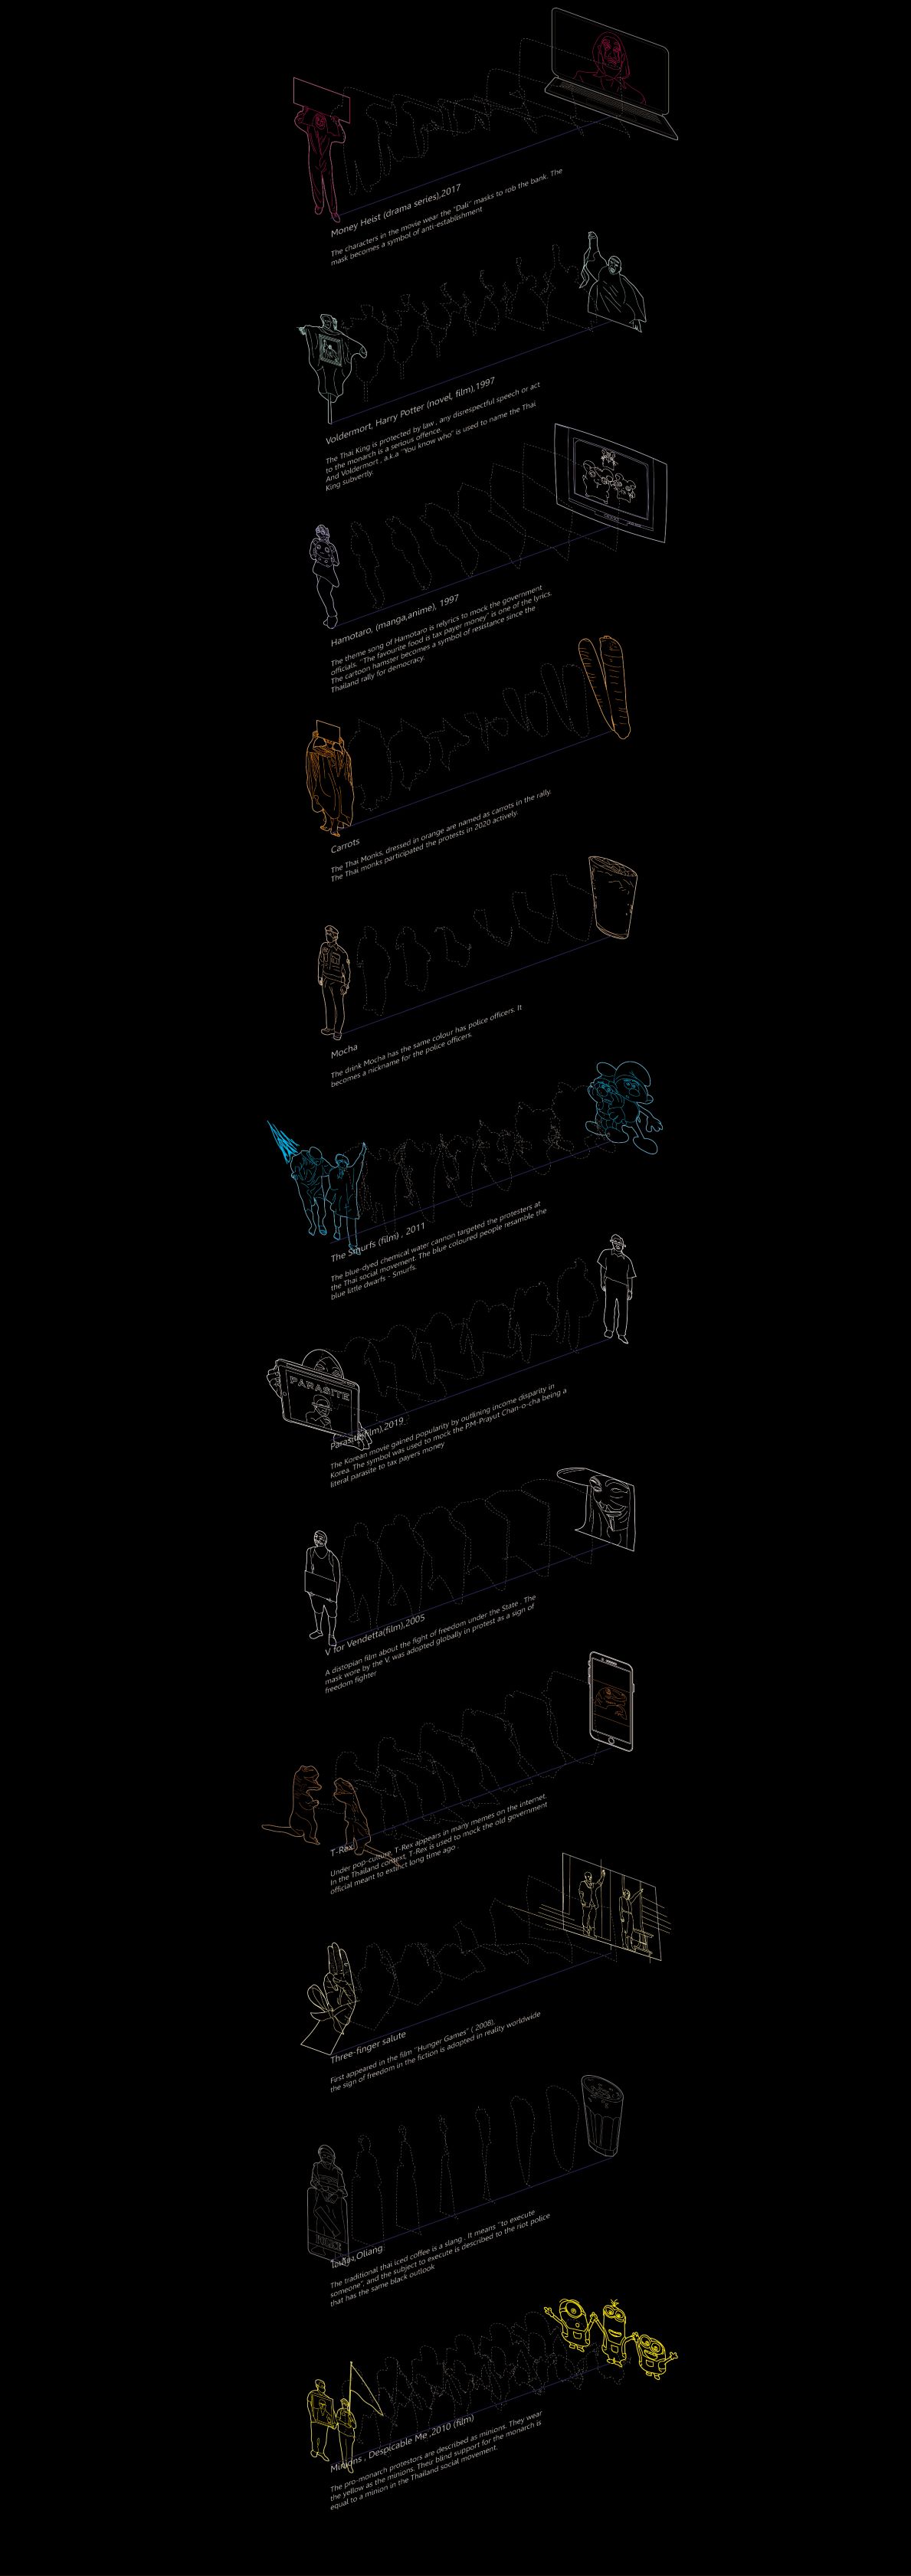 Money Heist (drama series),2017
The characters in the movie wear the "Dali" masks to rob the bank. The
mask becomes a symbol of anti-establishment
Voldermort, Harry Potter (novel, film),1997
The Thai King is protected by law , any disrespectful speech or act
to the monarch is a serious offence.
And Voldermort , a.k.a "You know who" is used to name the Thai
King subvertly.
Hamotaro, (manga,anime), 1997
The theme song of Hamotaro is relyrics to mock the government
officials. "The favourite food is tax payer money" is one of the lyrics.
The cartoon hamster becomes a symbol of resistance since the
Thailand rally for democracy.
Carrots
The Thai Monks, dressed in orange are named as carrots in the rally.
The Thai monks participated the protests in 2020 actively.
Mocha
The drink Mocha has the same colour has police officers. It
becomes a nickname for the police officers.
The Smurfs (film) , 2011
The blue-dyed chemical water cannon targeted the protesters at
the Thai social movement. The blue coloured people resemble the
blue little dwarfs - Smurfs.
PARASITE
Parasite(film),2019
The Korean movie gained popularity by outlining income disparity in
Korea. The symbol was used to mock the PM-Prayut Chan-o-cha being a
literal parasite to tax payers money
V for Vendetta(film),2005
A distopian film about the fight of freedom under the State . The
mask wore by the V, was adopted globally in protest as a sign of
freedom fighter
T-Rex
Under pop-culture, T-Rex appears in many memes on the internet.
In the Thailand context, T-Rex is used to mock the old government
official meant to extinct long time ago .
Three-finger salute
First appeared in the film "Hunger Games" ( 2008),
the sign of freedom in the fiction is adopted in reality worldwide
Oliang
The traditional thai iced coffee is a slang . It means "to execute
someone", and the subject to execute is described to the riot police
that has the same black outlook
Minions , Despicable Me ,2010 (film)
The pro-monarch protestors are described as minions. They wear
the yellow as the minions. Their blind support for the monarch is
equal to a minion in the Thailand social movement.